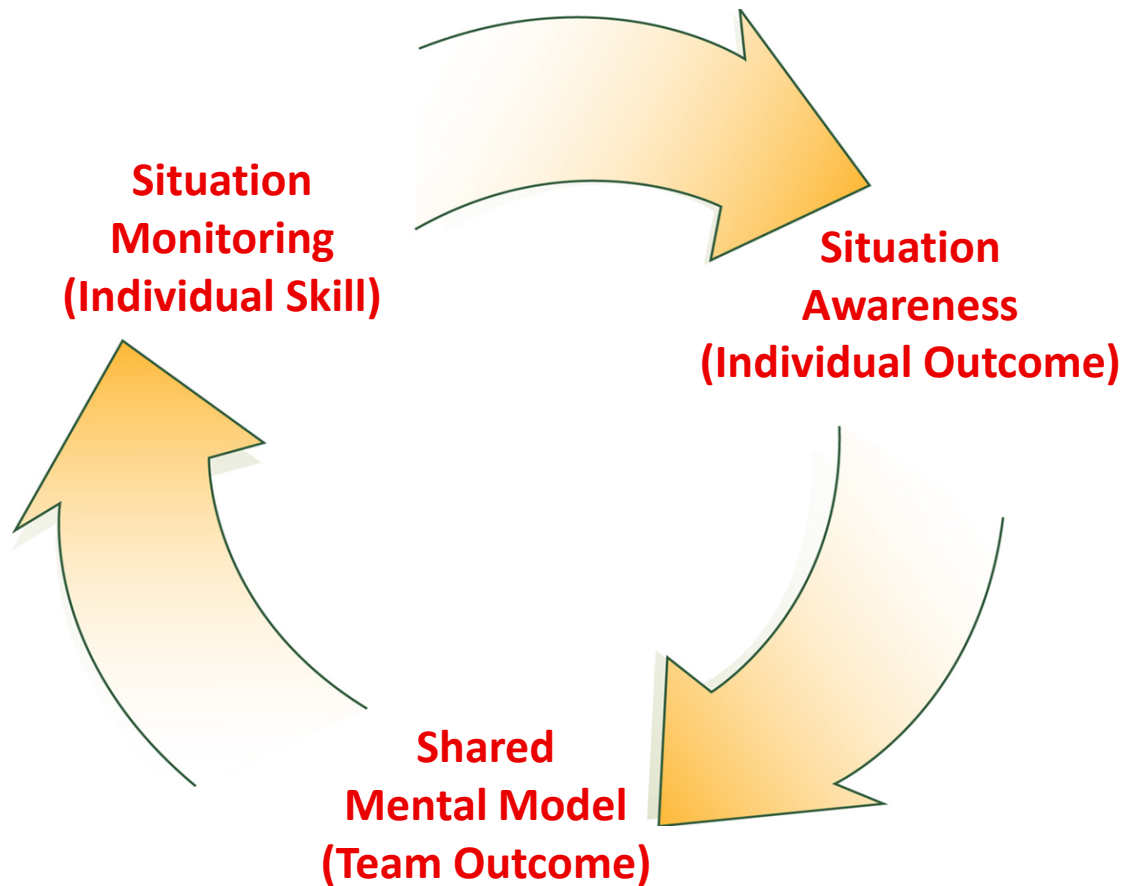 Situation
Monitoring
(Individual Skill)
Situation
Awareness
(Individual Outcome)
Shared
Mental Model
(Team Outcome)